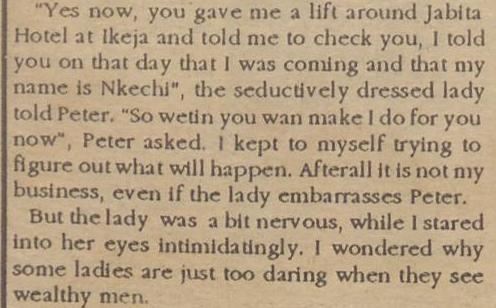 "Yes now, you gave me a lift around Jabita
Hotel at Ikeja and told me to check you, I told
you on that day that I was coming and that my
name is Nkechi", the seductively dressed lady
told Peter. "So wetin you wan make I do for you
now", Peter asked. I kept to myself trying to
figure out what will happen. Afterall it is not my
business, even if the lady embarrasses Peter.
But the lady was a bit nervous, while I stared
into her eyes intimidatingly. I wondered why
some ladies are just too daring when they see
wealthy men.